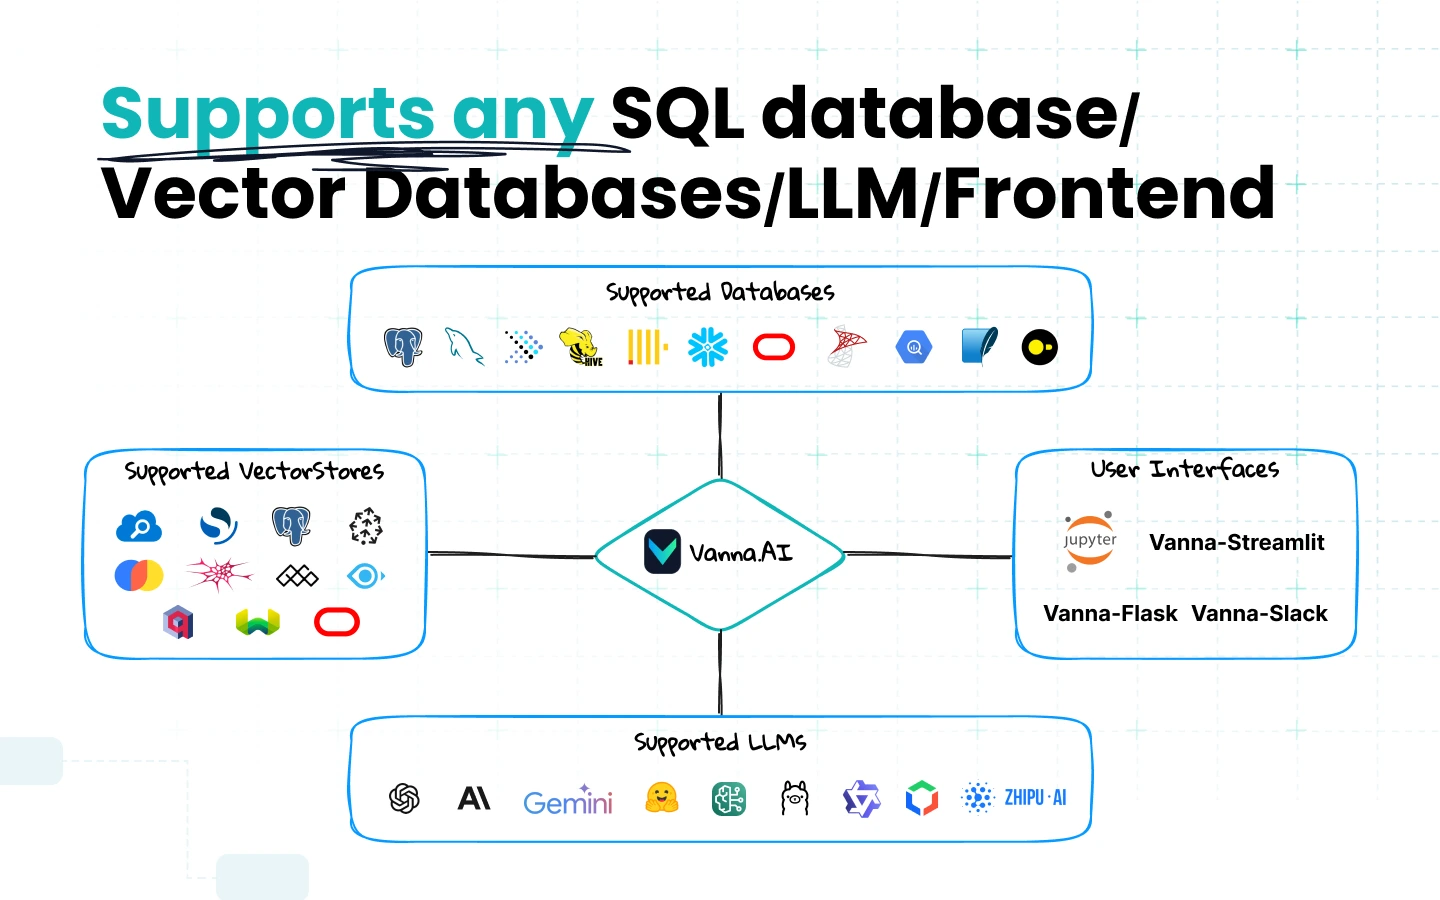 Supports any SQL database/
Vector Databases/LLM/Frontend
Supported Databases
HIVE
Supported VectorStores
Vanna.AI
User Interfaces
jupyter
Vanna-Streamlit
Vanna-Flask Vanna-Slack
Supported LLMs
AI Gemini ZHIPU·AI